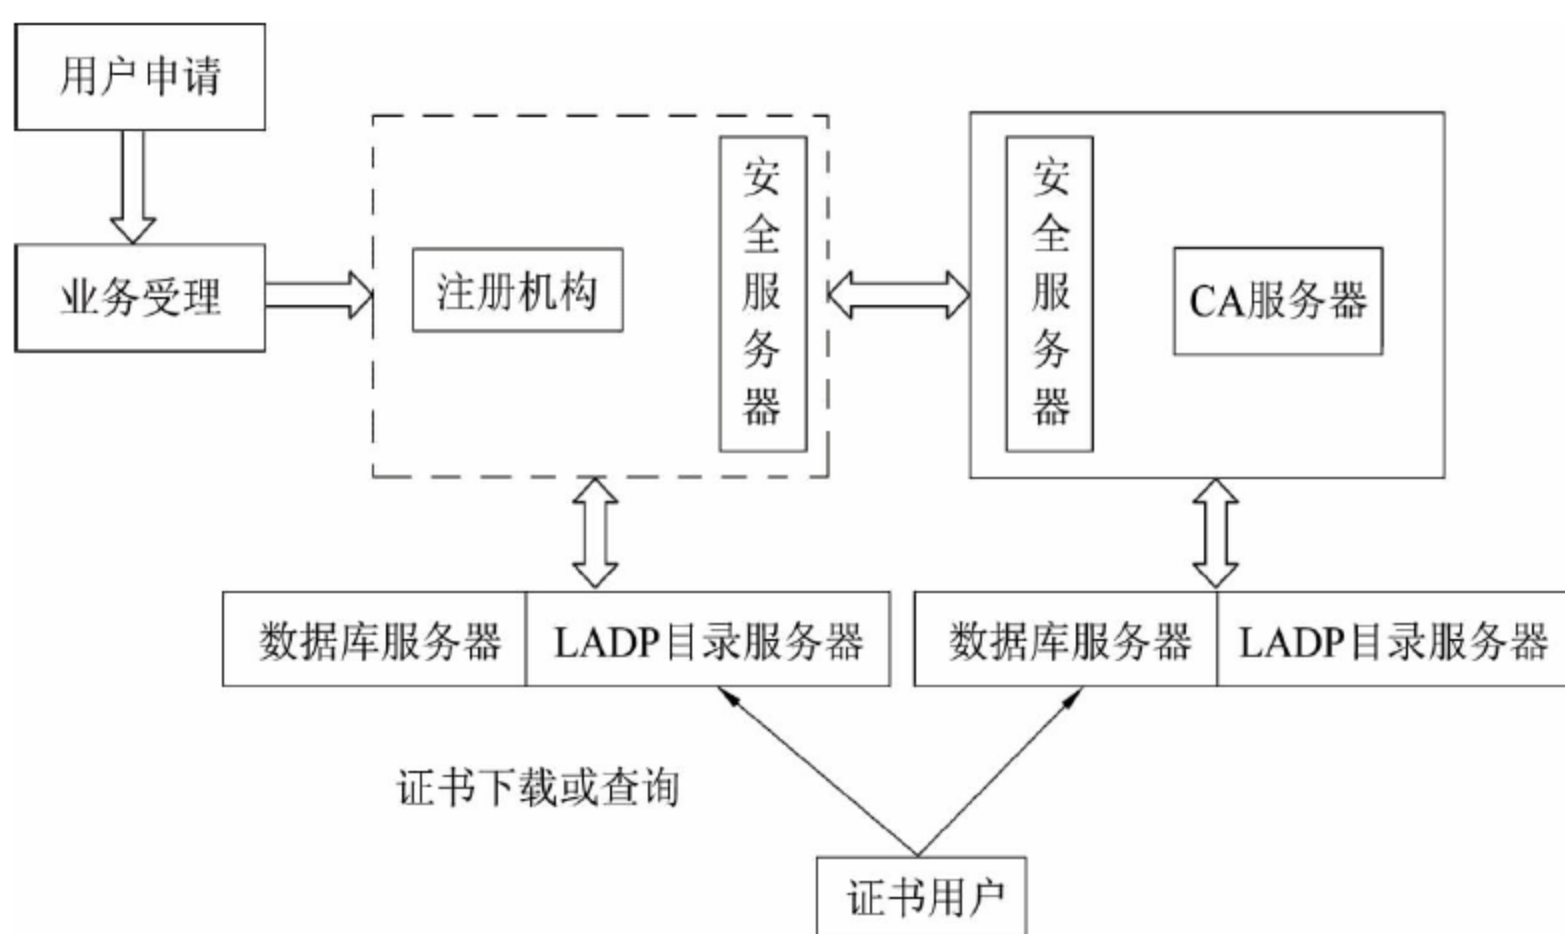 用户申请
业务受理
注册机构
安全服务器
安全服务器
CA服务器
数据库服务器
LADP目录服务器
数据库服务器
LADP目录服务器
证书下载或查询
证书用户